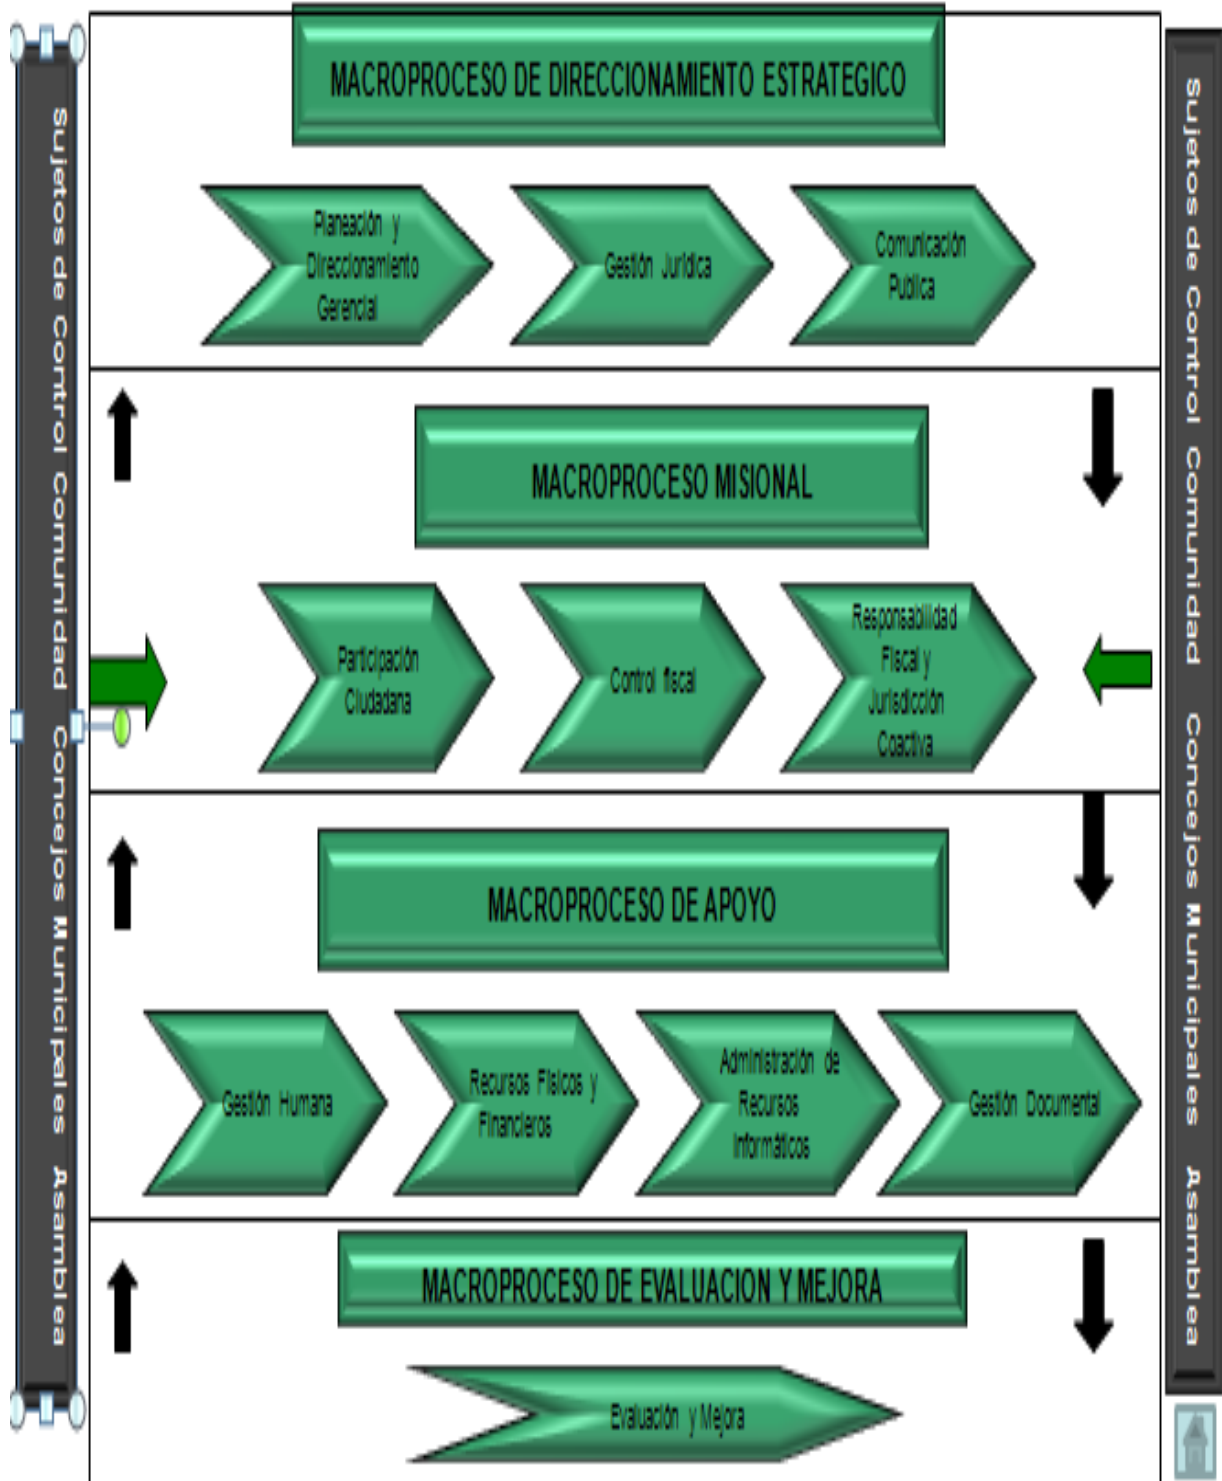 Sujetos de Control Comunidad Concejos Municipales Asamblea
MACROPROCESO DE DIRECCIONAMIENTO ESTRATEGICO
Planeación y
Direccionamiento
Gerencial
Gestión Jurídica
Comunicación
Publica
MACROPROCESO MISIONAL
Participación
Ciudadana
Control fiscal
Responsabilidad
Fiscal y
Jurisdicción
Coactiva
MACROPROCESO DE APOYO
Gestión Humana
Recursos Físicos y
Financieros
Administración de
Recursos
Informáticos
Gestión Documental
MACROPROCESO DE EVALUACION Y MEJORA
Evaluación y Mejora
Sujetos de Control Comunidad Concejos Municipales Asamblea